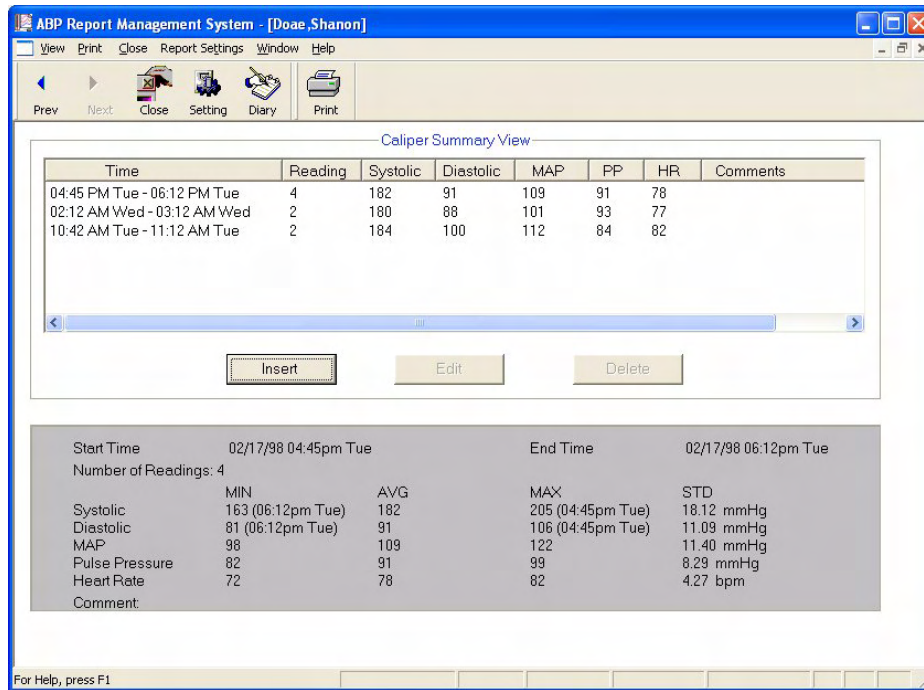 ABP Report Management System - [Doae,Shanon]
View Print Close Report Settings Window Help
Prev Next Close Setting Diary Print
Caliper Summary View
Time Reading Systolic Diastolic MAP PP HR Comments
04:45 PM Tue - 06:12 PM Tue 4 182 91 109 91 78
02:12 AM Wed - 03:12 AM Wed 2 180 88 101 93 77
10:42 AM Tue - 11:12 AM Tue 2 184 100 112 84 82
Insert Edit Delete
Start Time 02/17/98 04:45pm Tue End Time 02/17/98 06:12pm Tue
Number of Readings: 4
MIN AVG MAX STD
Systolic 163 (06:12pm Tue) 182 205 (04:45pm Tue) 18.12 mmHg
Diastolic 81 (06:12pm Tue) 91 106 (04:45pm Tue) 11.09 mmHg
MAP 98 109 122 11.40 mmHg
Pulse Pressure 82 91 99 8.29 mmHg
Heart Rate 72 78 82 4.27 bpm
Comment:
For Help, press F1